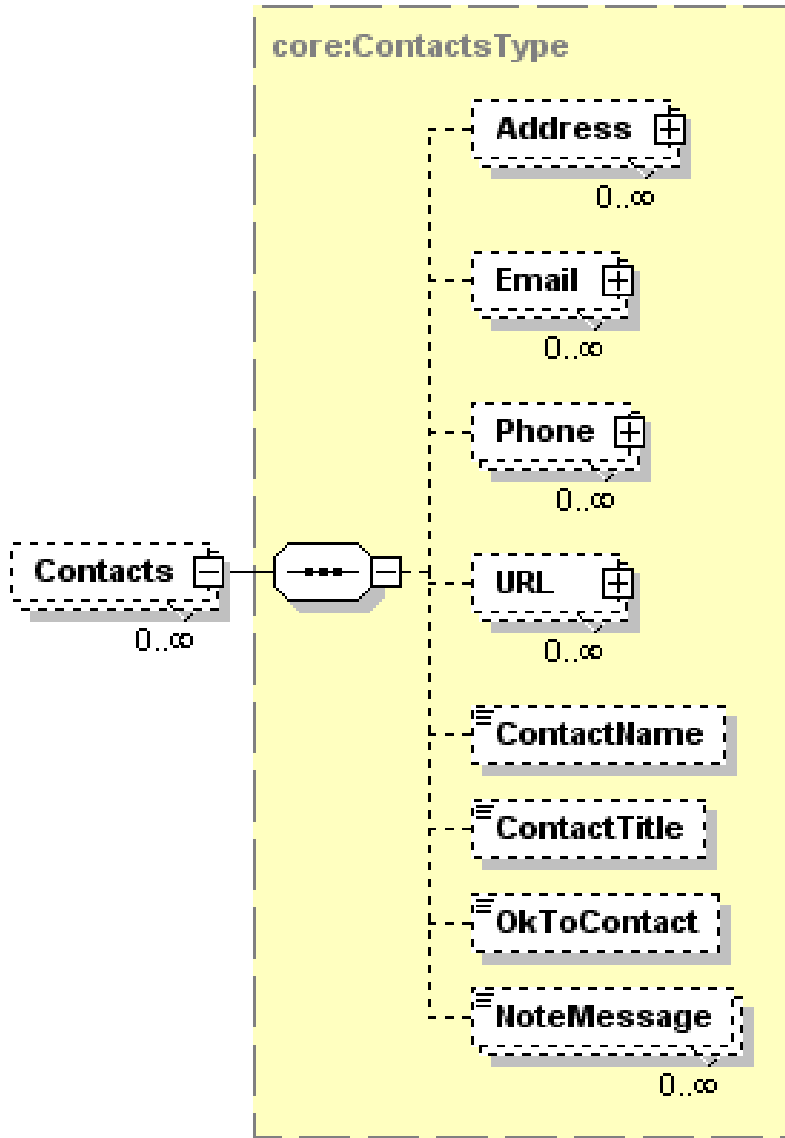 core:ContactsType
Address
0..∞
Email
0..∞
Phone
0..∞
Contacts
0..∞
URL
0..∞
ContactName
ContactTitle
OkToContact
NoteMessage
0..∞